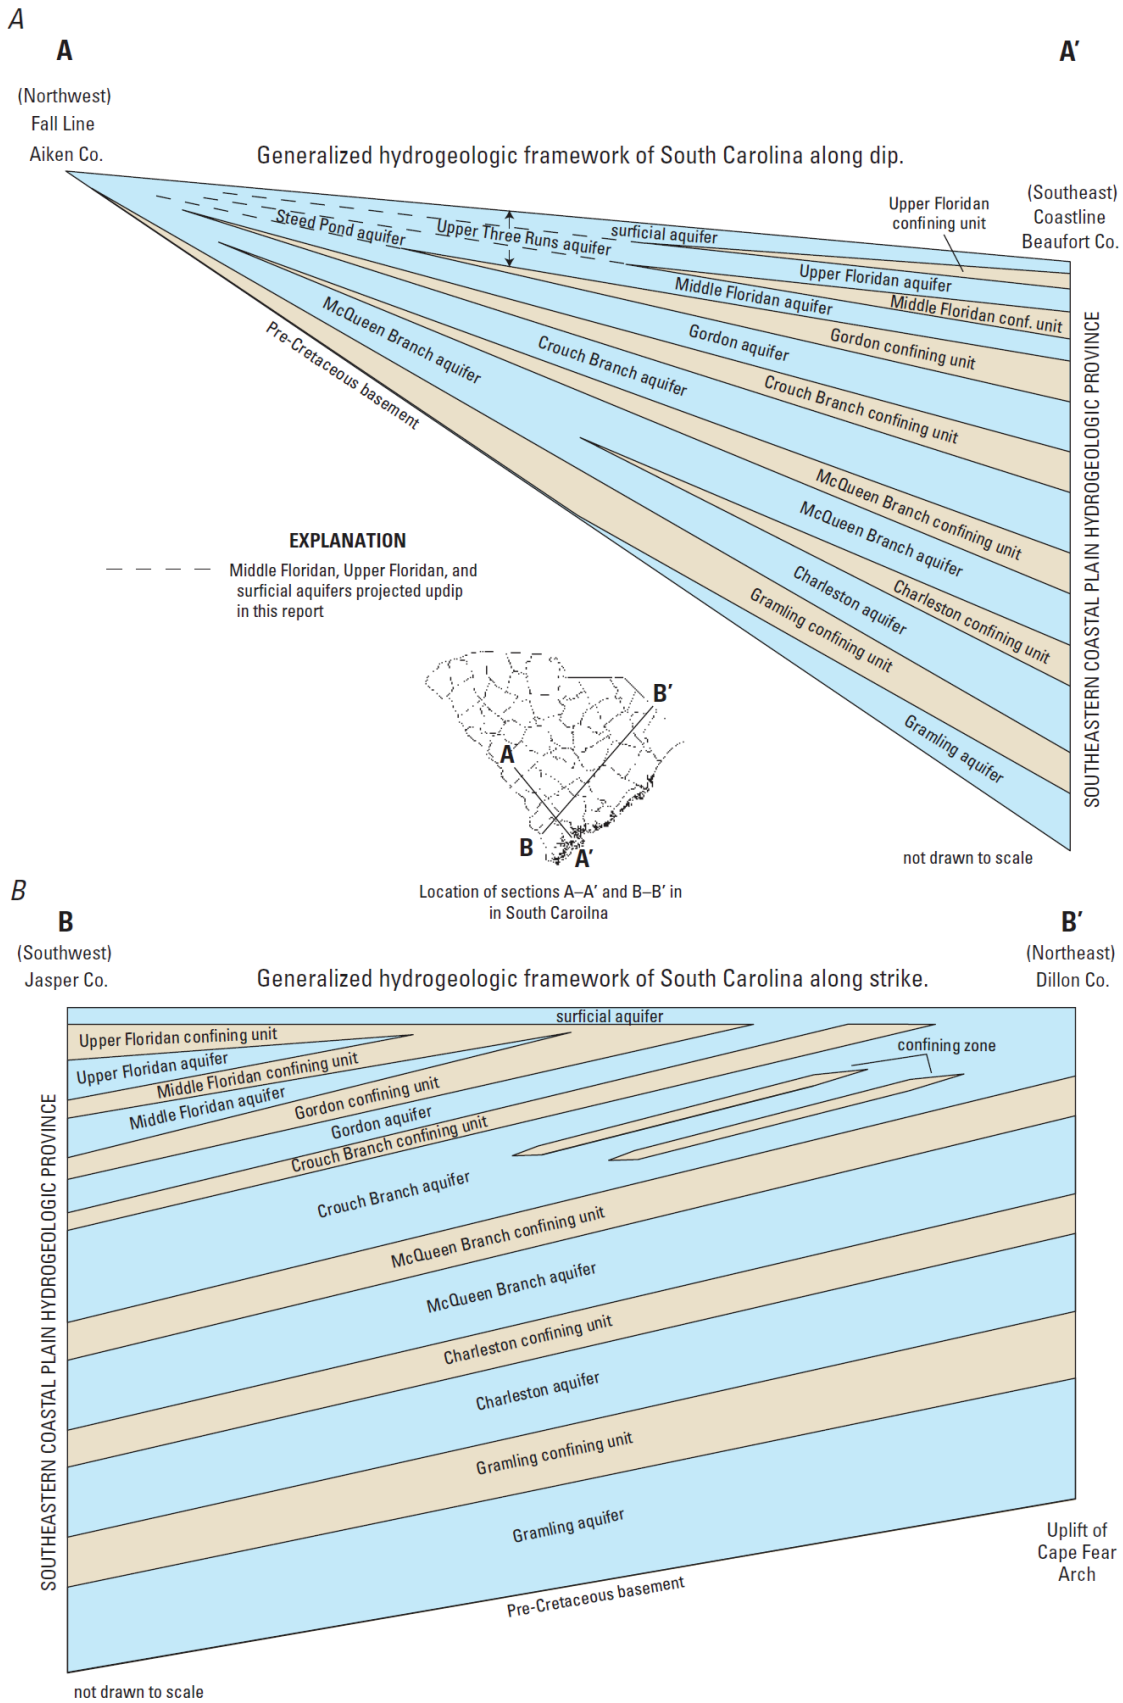 A
A
A′
(Northwest)
Fall Line
Aiken Co.
Generalized hydrogeologic framework of South Carolina along dip.
(Southeast)
Coastline
Beaufort Co.
Upper Floridan
confining unit
Steed Pond aquifer
Upper Three Runs aquifer
surficial aquifer
Upper Floridan aquifer
Middle Floridan aquifer
Middle Floridan conf. unit
Gordon aquifer
Gordon confining unit
McQueen Branch aquifer
Crouch Branch aquifer
Crouch Branch confining unit
Pre-Cretaceous basement
McQueen Branch confining unit
McQueen Branch aquifer
Charleston aquifer
Charleston confining unit
Gramling confining unit
Gramling aquifer
SOUTHEASTERN COASTAL PLAIN HYDROGEOLOGIC PROVINCE
EXPLANATION
Middle Floridan, Upper Floridan, and
surficial aquifers projected updip
in this report
B′
A
B
A′
not drawn to scale
Location of sections A–A′ and B–B′ in
in South Caroilna
B
B
B′
(Southwest)
Jasper Co.
Generalized hydrogeologic framework of South Carolina along strike.
(Northeast)
Dillon Co.
surficial aquifer
Upper Floridan confining unit
confining zone
Upper Floridan aquifer
Middle Floridan confining unit
Middle Floridan aquifer
Gordon confining unit
Gordon aquifer
Crouch Branch confining unit
Crouch Branch aquifer
McQueen Branch confining unit
McQueen Branch aquifer
Charleston confining unit
Charleston aquifer
Gramling confining unit
Gramling aquifer
Pre-Cretaceous basement
SOUTHEASTERN COASTAL PLAIN HYDROGEOLOGIC PROVINCE
Uplift of
Cape Fear
Arch
not drawn to scale